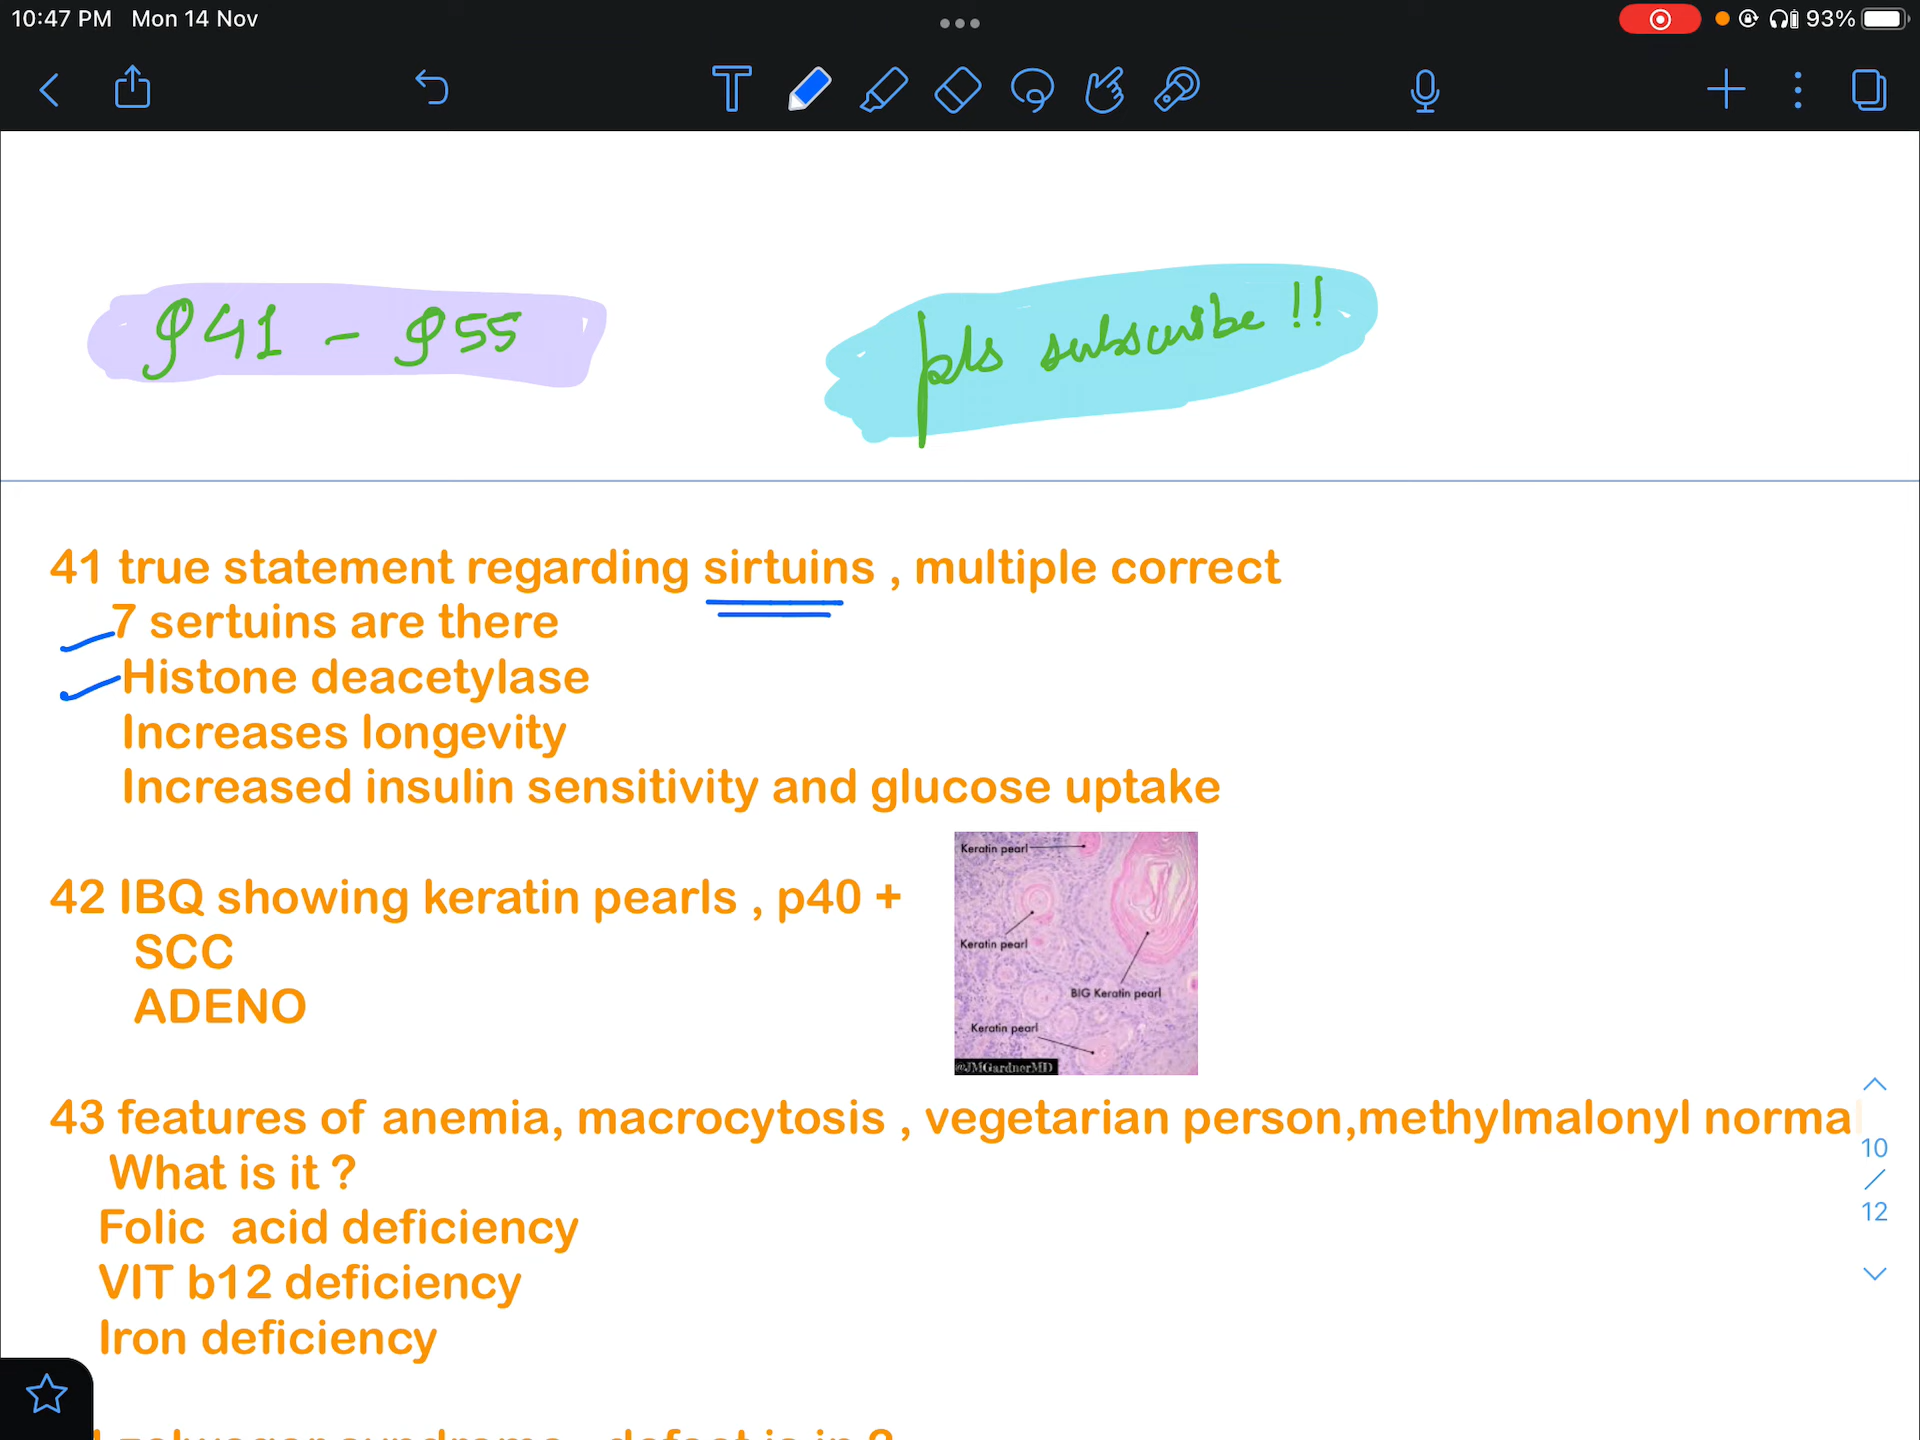 10:47 PM Mon 14 Nov
93%
Q41 - Q55
pls subscribe !!
41 true statement regarding sirtuins , multiple correct
7 sertuins are there
Histone deacetylase
Increases longevity
Increased insulin sensitivity and glucose uptake
Keratin pearl
42 IBQ showing keratin pearls , p40 +
Keratin pearl
SCC
BIG Keratin pearl
ADENO
Keratin pearl
@JMGardnerMD
43 features of anemia, macrocytosis , vegetarian person,methylmalonyl norma
What is it ?
10
/
12
Folic acid deficiency
VIT b12 deficiency
Iron deficiency